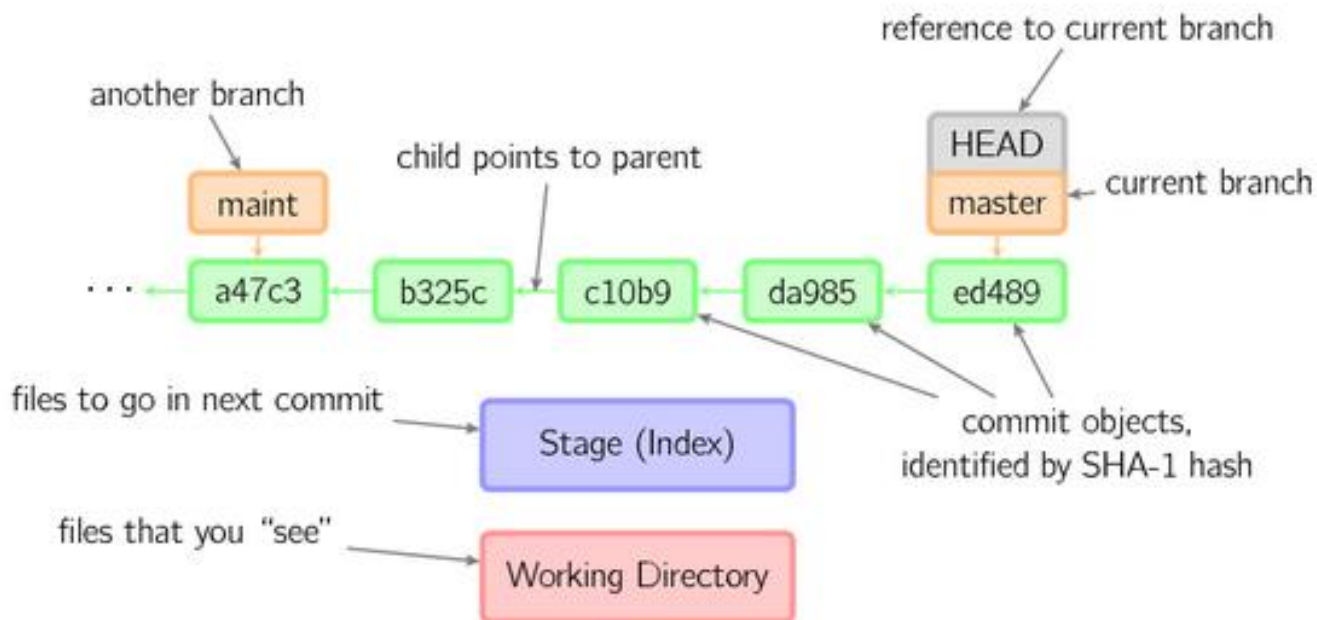 reference to current branch
another branch
HEAD
child points to parent
maint
master
current branch
...
a47c3
b325c
c10b9
da985
ed489
files to go in next commit
Stage (Index)
commit objects,
identified by SHA-1 hash
files that you “see”
Working Directory